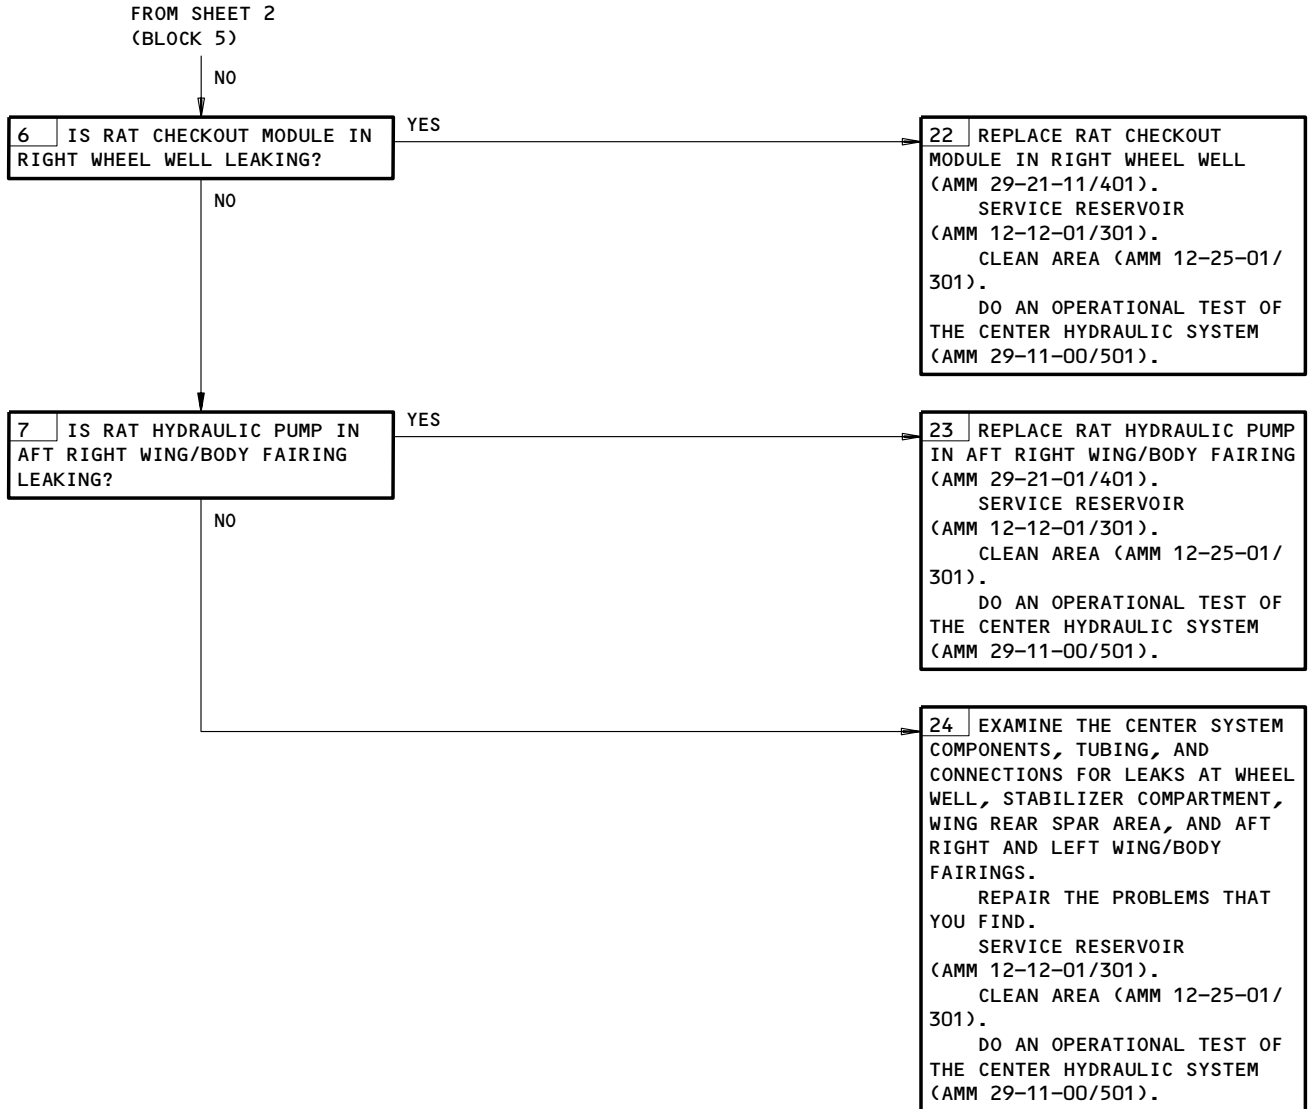 FROM SHEET 2
(BLOCK 5)
NO
6 IS RAT CHECKOUT MODULE IN
RIGHT WHEEL WELL LEAKING?
YES
22 REPLACE RAT CHECKOUT
MODULE IN RIGHT WHEEL WELL
(AMM 29-21-11/401).
SERVICE RESERVOIR
(AMM 12-12-01/301).
CLEAN AREA (AMM 12-25-01/
301).
DO AN OPERATIONAL TEST OF
THE CENTER HYDRAULIC SYSTEM
(AMM 29-11-00/501).
NO
7 IS RAT HYDRAULIC PUMP IN
AFT RIGHT WING/BODY FAIRING
LEAKING?
YES
23 REPLACE RAT HYDRAULIC PUMP
IN AFT RIGHT WING/BODY FAIRING
(AMM 29-21-01/401).
SERVICE RESERVOIR
(AMM 12-12-01/301).
CLEAN AREA (AMM 12-25-01/
301).
DO AN OPERATIONAL TEST OF
THE CENTER HYDRAULIC SYSTEM
(AMM 29-11-00/501).
NO
24 EXAMINE THE CENTER SYSTEM
COMPONENTS, TUBING, AND
CONNECTIONS FOR LEAKS AT WHEEL
WELL, STABILIZER COMPARTMENT,
WING REAR SPAR AREA, AND AFT
RIGHT AND LEFT WING/BODY
FAIRINGS.
REPAIR THE PROBLEMS THAT
YOU FIND.
SERVICE RESERVOIR
(AMM 12-12-01/301).
CLEAN AREA (AMM 12-25-01/
301).
DO AN OPERATIONAL TEST OF
THE CENTER HYDRAULIC SYSTEM
(AMM 29-11-00/501).